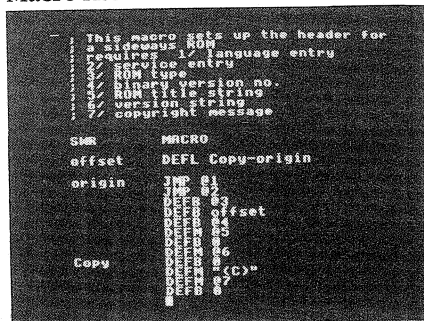 ; This macro sets up the header for
; a sideways ROM
; requires 1/ language entry
; 2/ service entry
; 3/ ROM type
; 4/ binary version no.
; 5/ ROM title string
; 6/ version string
; 7/ copyright message
SWR MACRO
offset DEFL Copy-origin
origin JMP @1
JMP @2
DEFB @3
DEFB offset
DEFB @4
DEFM @5
DEFB 0
DEFM @6
Copy DEFB 0
DEFM "(C)"
DEFM @7
DEFB 0